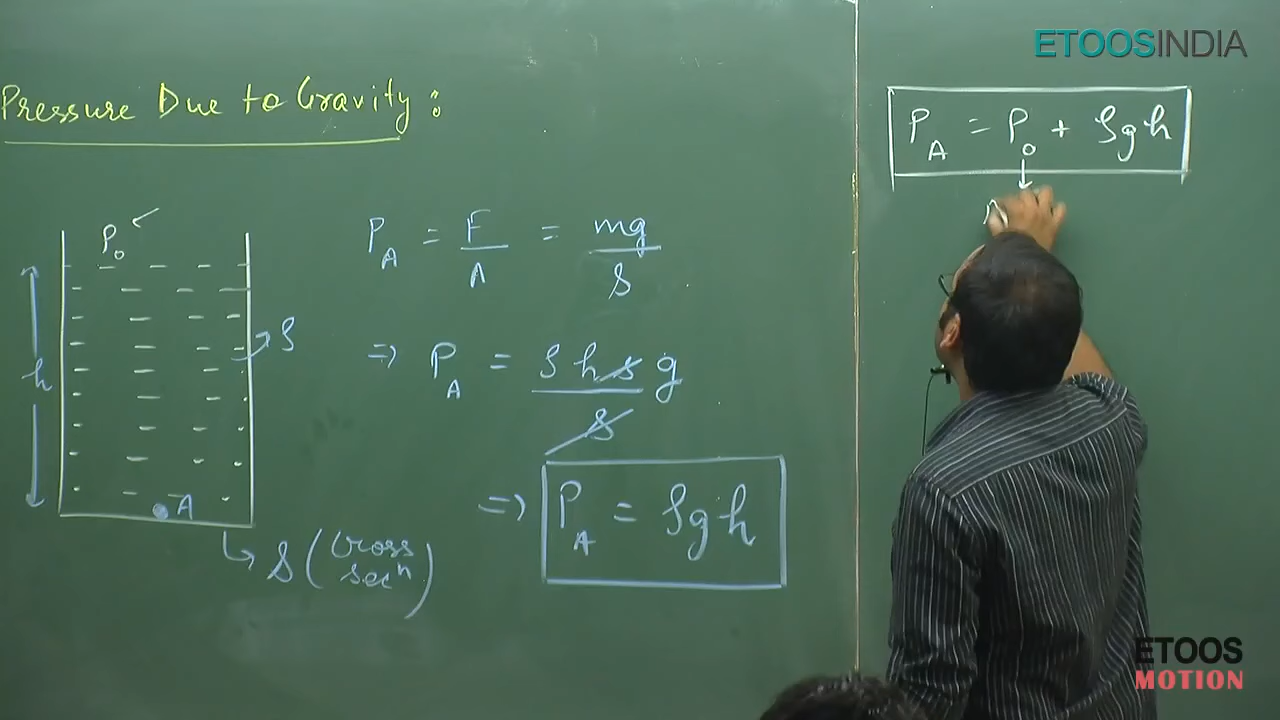 ETOOSINDIA
Pressure Due to Gravity :
P₀
h
ρ
A
S (Cross
secⁿ)
P_A = F/A = mg/S
⇒ P_A = ρhsg/s
⇒ P_A = ρgh
P_A = P₀ + ρgh
ETOOS
MOTION